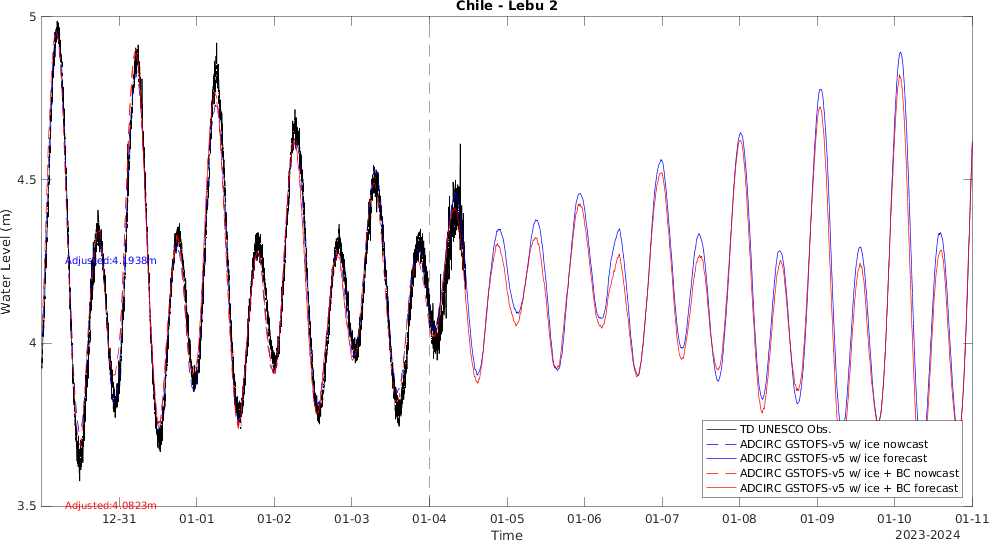 Chile - Lebu 2
5
4.5
4
3.5
Water Level (m)
Adjusted:4.1938m
Adjusted:4.0823m
TD UNESCO Obs.
ADCIRC GSTOFS-v5 w/ ice nowcast
ADCIRC GSTOFS-v5 w/ ice forecast
ADCIRC GSTOFS-v5 w/ ice + BC nowcast
ADCIRC GSTOFS-v5 w/ ice + BC forecast
12-31 01-01 01-02 01-03 01-04 01-05 01-06 01-07 01-08 01-09 01-10 01-11
Time
2023-2024